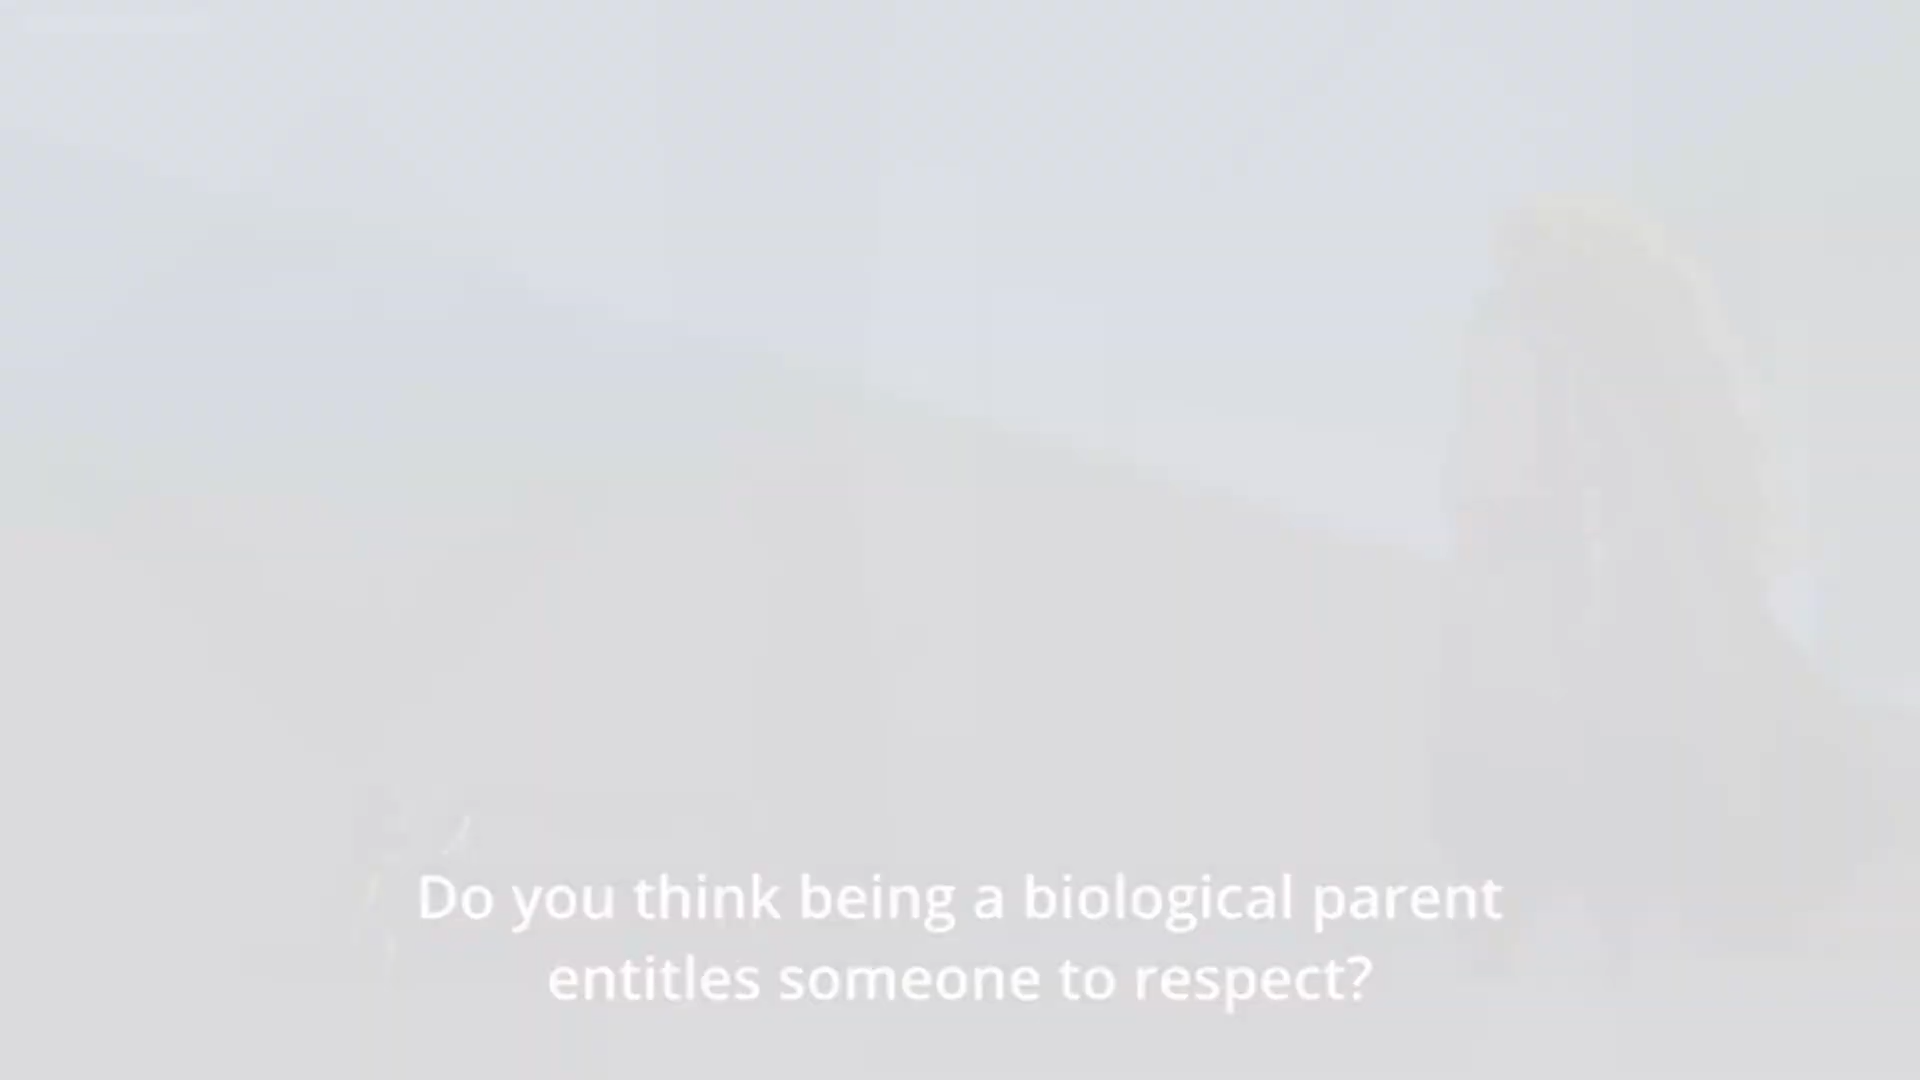 Do you think being a biological parent
entitles someone to respect?